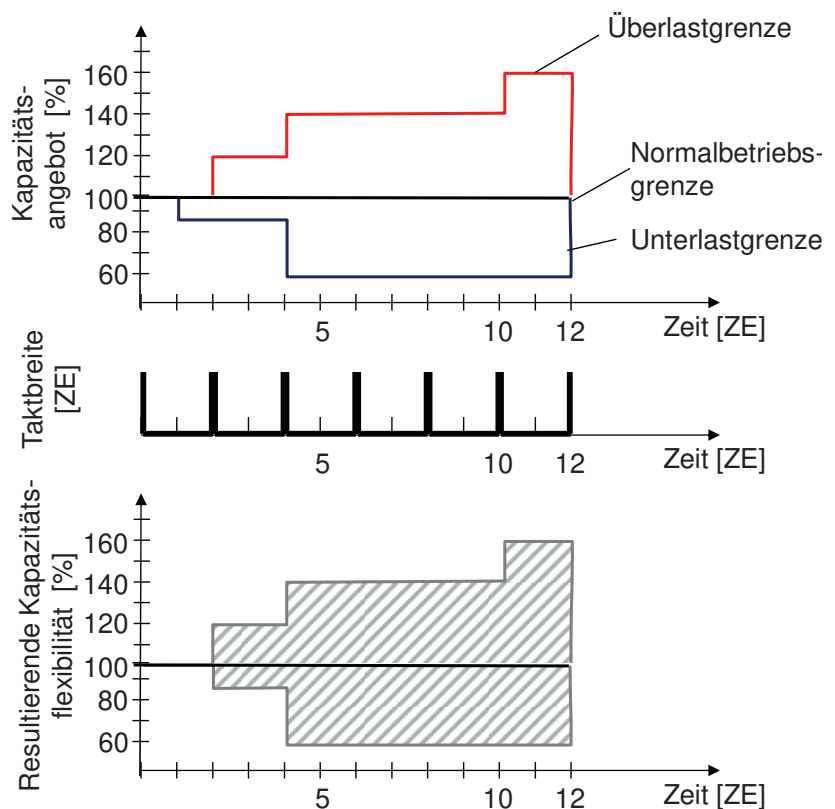 Überlastgrenze
Kapazitäts-
angebot [%]
160
140
120
100
80
60
Normalbetriebs-
grenze
Unterlastgrenze
5
10
12
Zeit [ZE]
Taktbreite
[ZE]
5
10
12
Zeit [ZE]
Resultierende Kapazitäts-
flexibilität [%]
160
140
120
100
80
60
5
10
12
Zeit [ZE]